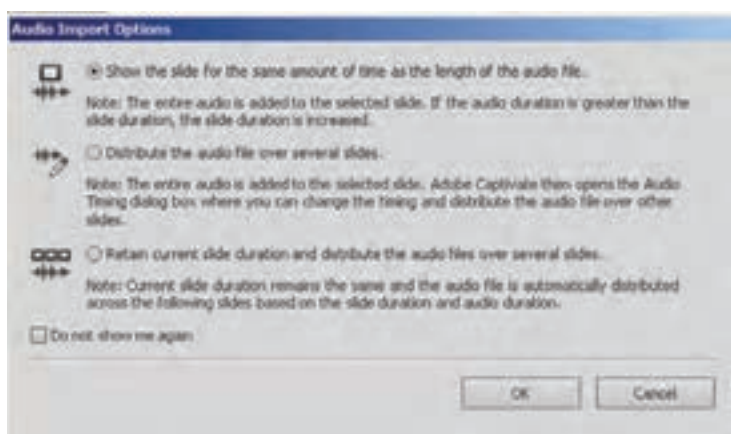 Audio Import Options
Show the slide for the same amount of time as the length of the audio file.
Note: The entire audio is added to the selected slide. If the audio duration is greater than the
slide duration, the slide duration is increased.
Distribute the audio file over several slides.
Note: The entire audio is added to the selected slide. Adobe Captivate then opens the Audio
Timing dialog box where you can change the timing and distribute the audio file over other
slides.
Retain current slide duration and distribute the audio files over several slides.
Note: Current slide duration remains the same and the audio file is automatically distributed
across the following slides based on the slide duration and audio duration.
Do not show me again
OK
Cancel